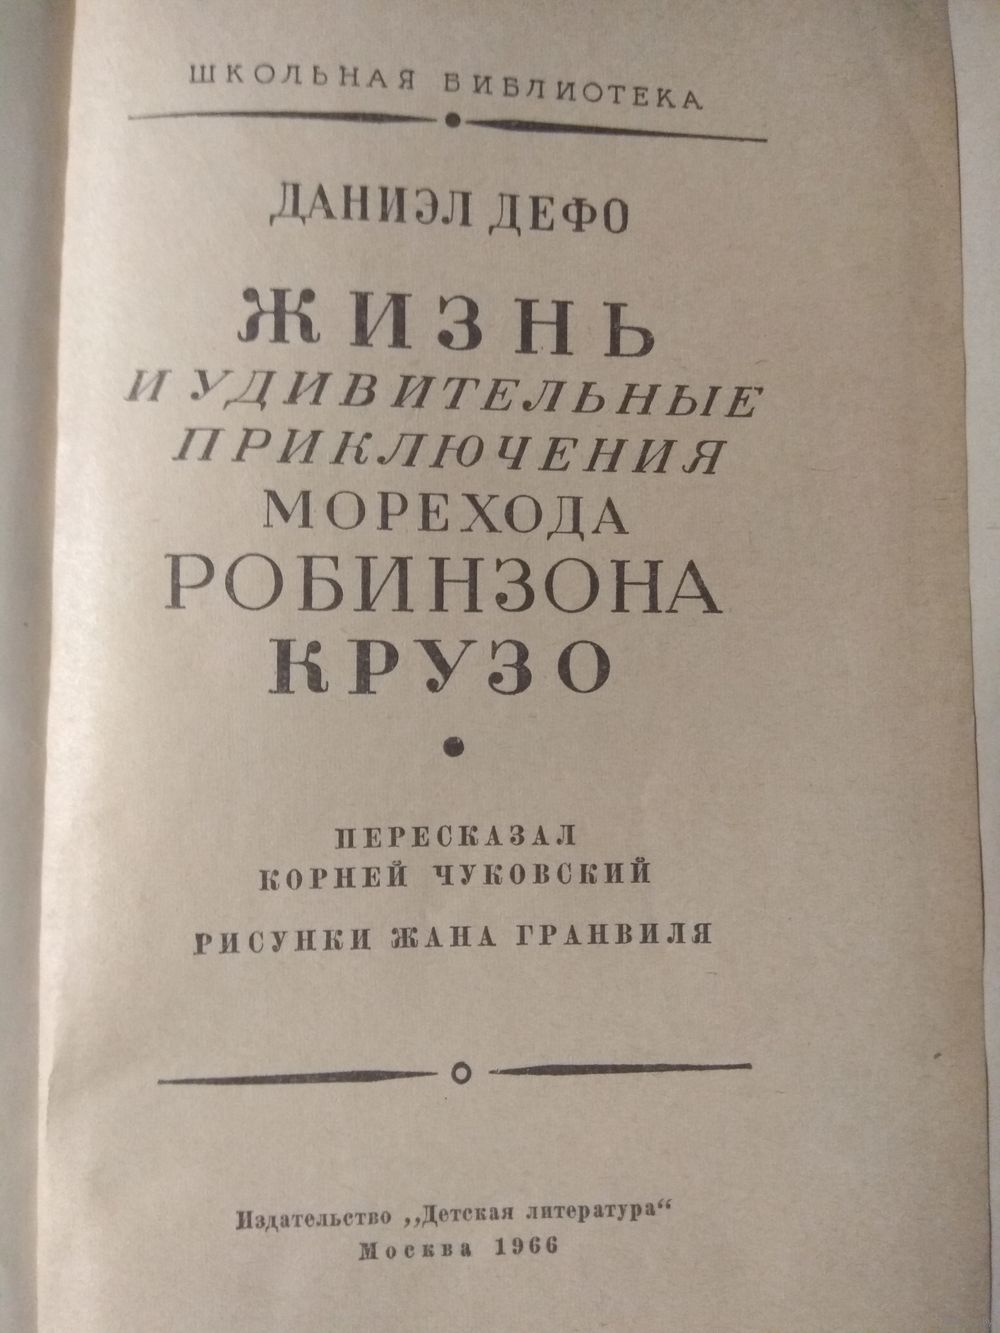 ШКОЛЬНАЯ БИБЛИОТЕКА
ДАНИЭЛ ДЕФО
ЖИЗНЬ
И УДИВИТЕЛЬНЫЕ
ПРИКЛЮЧЕНИЯ
МОРЕХОДА
РОБИНЗОНА
КРУЗО
ПЕРЕСКАЗАЛ
КОРНЕЙ ЧУКОВСКИЙ
РИСУНКИ ЖАНА ГРАНВИЛЯ
Издательство „Детская литература“
Москва 1966